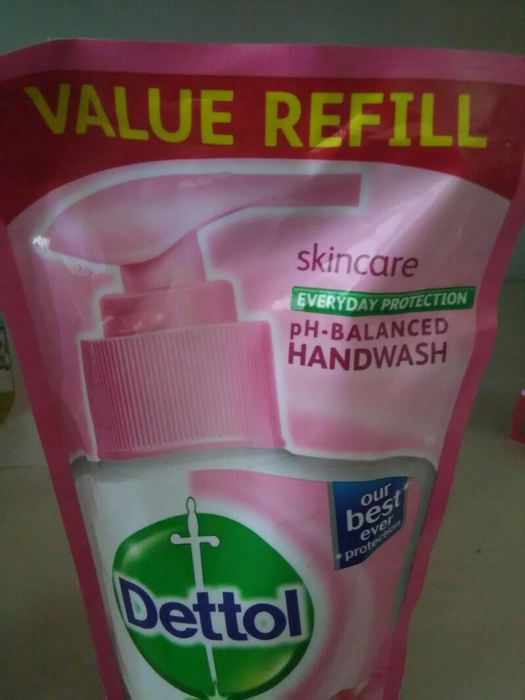 VALUE REFILL
skincare
EVERYDAY PROTECTION
pH-BALANCED
HANDWASH
our
best
ever
protection
Dettol